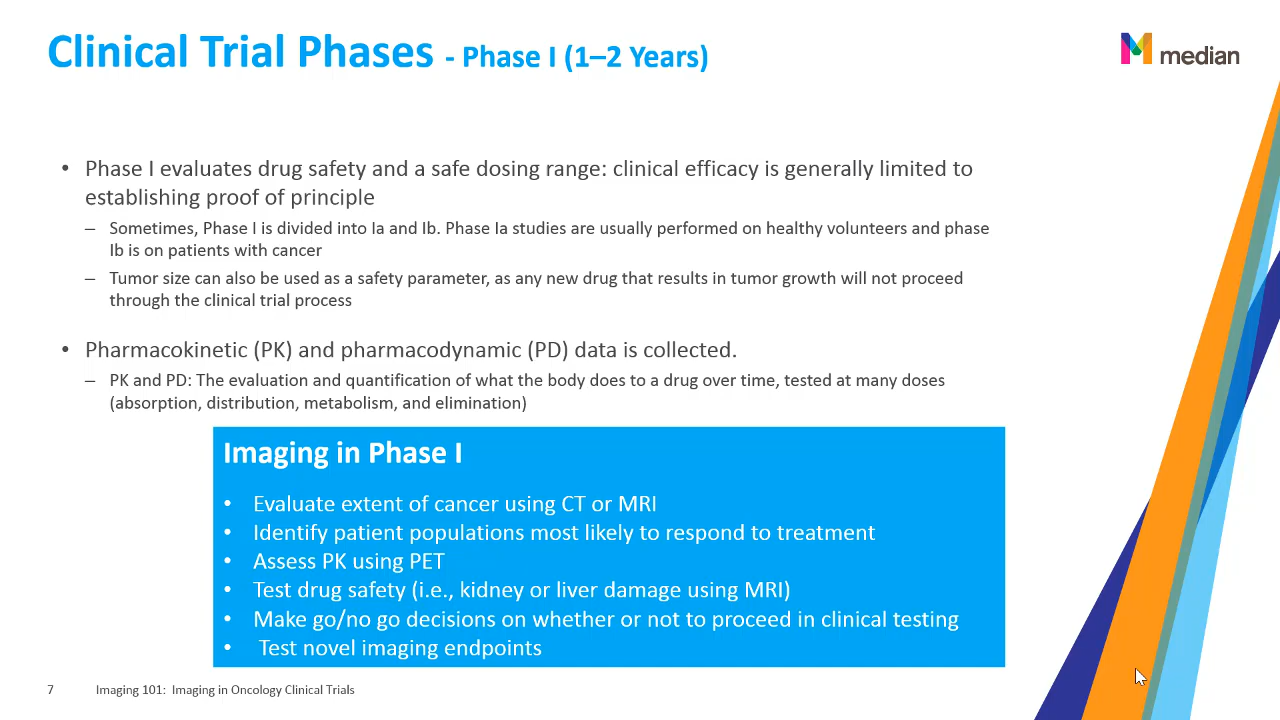 Clinical Trial Phases - Phase I (1–2 Years)
median
• Phase I evaluates drug safety and a safe dosing range: clinical efficacy is generally limited to
establishing proof of principle
– Sometimes, Phase I is divided into Ia and Ib. Phase Ia studies are usually performed on healthy volunteers and phase
Ib is on patients with cancer
– Tumor size can also be used as a safety parameter, as any new drug that results in tumor growth will not proceed
through the clinical trial process
• Pharmacokinetic (PK) and pharmacodynamic (PD) data is collected.
– PK and PD: The evaluation and quantification of what the body does to a drug over time, tested at many doses
(absorption, distribution, metabolism, and elimination)
Imaging in Phase I
• Evaluate extent of cancer using CT or MRI
• Identify patient populations most likely to respond to treatment
• Assess PK using PET
• Test drug safety (i.e., kidney or liver damage using MRI)
• Make go/no go decisions on whether or not to proceed in clinical testing
• Test novel imaging endpoints
7 Imaging 101: Imaging in Oncology Clinical Trials